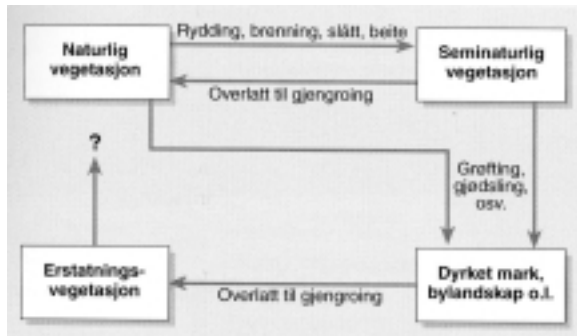 Naturlig
vegetasjon
Rydding, brenning, slått, beite
Seminaturlig
vegetasjon
Overlatt til gjengroing
?
Grøfting,
gjødsling,
osv.
Erstatnings-
vegetasjon
Overlatt til gjengroing
Dyrket mark,
bylandskap o.l.